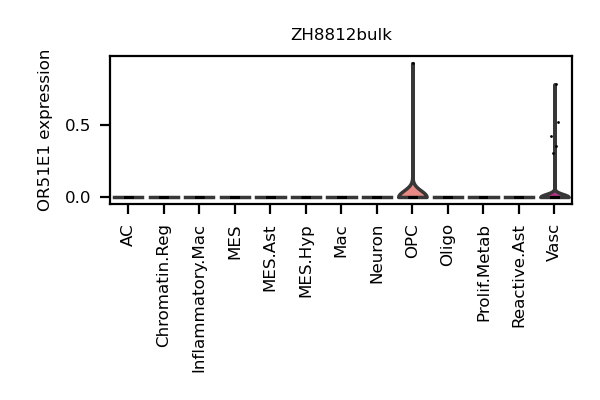 ZH8812bulk
OR51E1 expression
0.5
0.0
AC
Chromatin.Reg
Inflammatory.Mac
MES
MES.Ast
MES.Hyp
Mac
Neuron
OPC
Oligo
Prolif.Metab
Reactive.Ast
Vasc